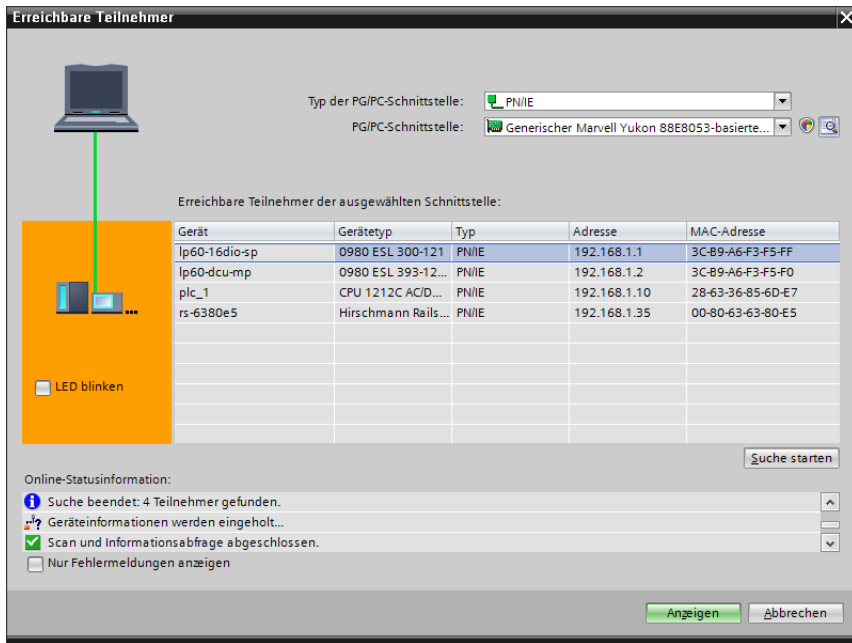 Erreichbare Teilnehmer
Typ der PG/PC-Schnittstelle: PN/IE
PG/PC-Schnittstelle: Generischer Marvell Yukon 88E8053-basierte...
Erreichbare Teilnehmer der ausgewählten Schnittstelle:
Gerät Gerätetyp Typ Adresse MAC-Adresse
lp60-16dio-sp 0980 ESL 300-121 PN/IE 192.168.1.1 3C-B9-A6-F3-F5-FF
lp60-dcu-mp 0980 ESL 393-12... PN/IE 192.168.1.2 3C-B9-A6-F3-F5-F0
plc_1 CPU 1212C AC/D... PN/IE 192.168.1.10 28-63-36-85-6D-E7
rs-6380e5 Hirschmann Rails... PN/IE 192.168.1.35 00-80-63-63-80-E5
LED blinken
Suche starten
Online-Statusinformation:
Suche beendet: 4 Teilnehmer gefunden.
Geräteinformationen werden eingeholt...
Scan und Informationsabfrage abgeschlossen.
Nur Fehlermeldungen anzeigen
Anzeigen Abbrechen